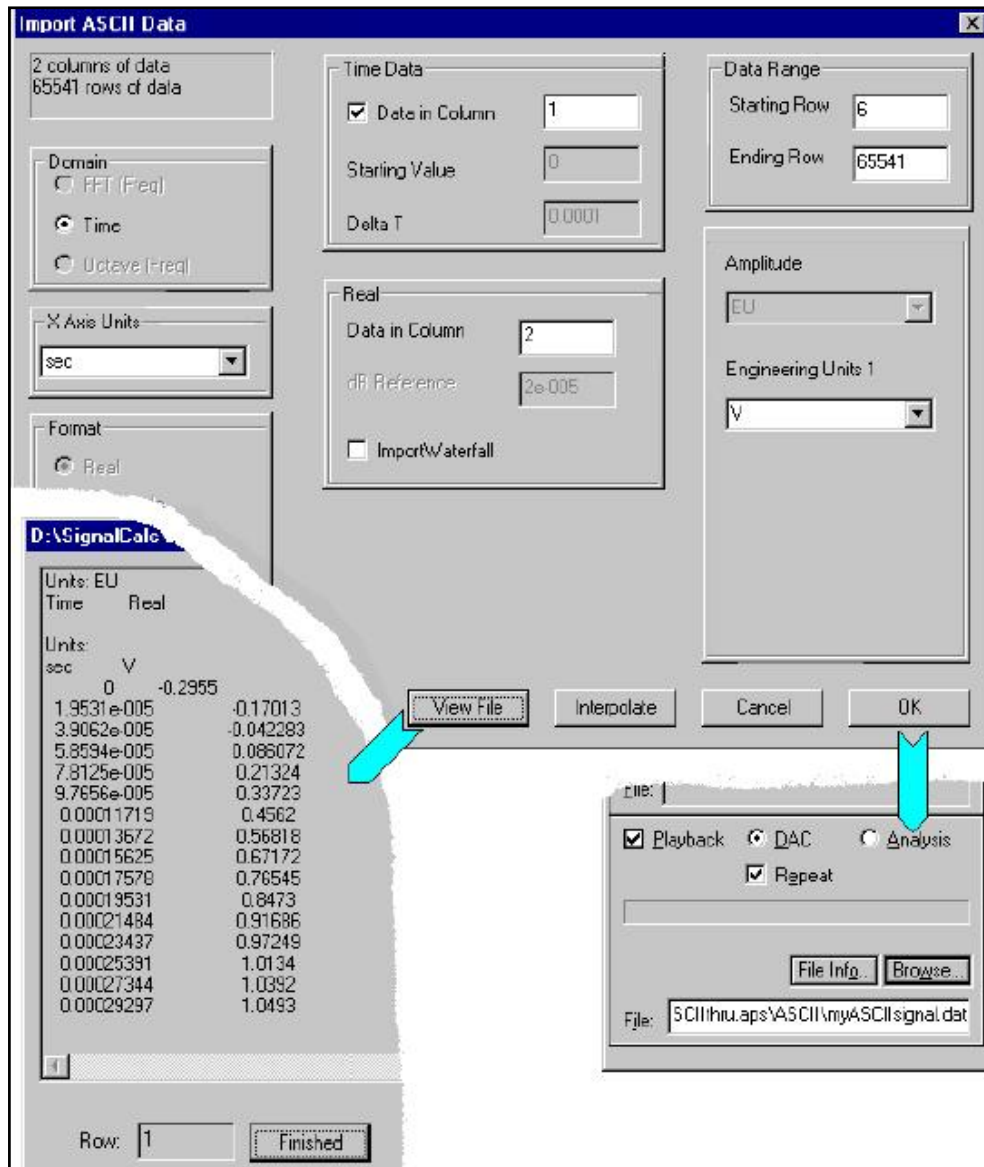 Import ASCII Data
2 columns of data
65541 rows of data
Domain
FFT (Freq)
Time
Octave (Freq)
X Axis Units
sec
Format
Real
Time Data
Data in Column 1
Starting Value 0
Delta T 0.0001
Real
Data in Column 2
dB Reference 2e-005
ImportWaterfall
Data Range
Starting Row 6
Ending Row 65541
Amplitude
EU
Engineering Units 1
V
View File
Interpolate
Cancel
OK
D:\SignalCalc
Units: EU
Time Real
Units:
sec V
0 -0.2955
1.9531e-005 -0.17013
3.9062e-005 -0.042283
5.8594e-005 0.086072
7.8125e-005 0.21324
9.7656e-005 0.33723
0.00011719 0.4562
0.00013672 0.56818
0.00015625 0.67172
0.00017578 0.76545
0.00019531 0.8473
0.00021484 0.91686
0.00023437 0.97249
0.00025391 1.0134
0.00027344 1.0392
0.00029297 1.0493
Row: 1
Finished
File:
Playback DAC Analysis
Repeat
File Info.. Browse...
File: SCIIthru.aps\ASCII\myASCIIsignal.dat